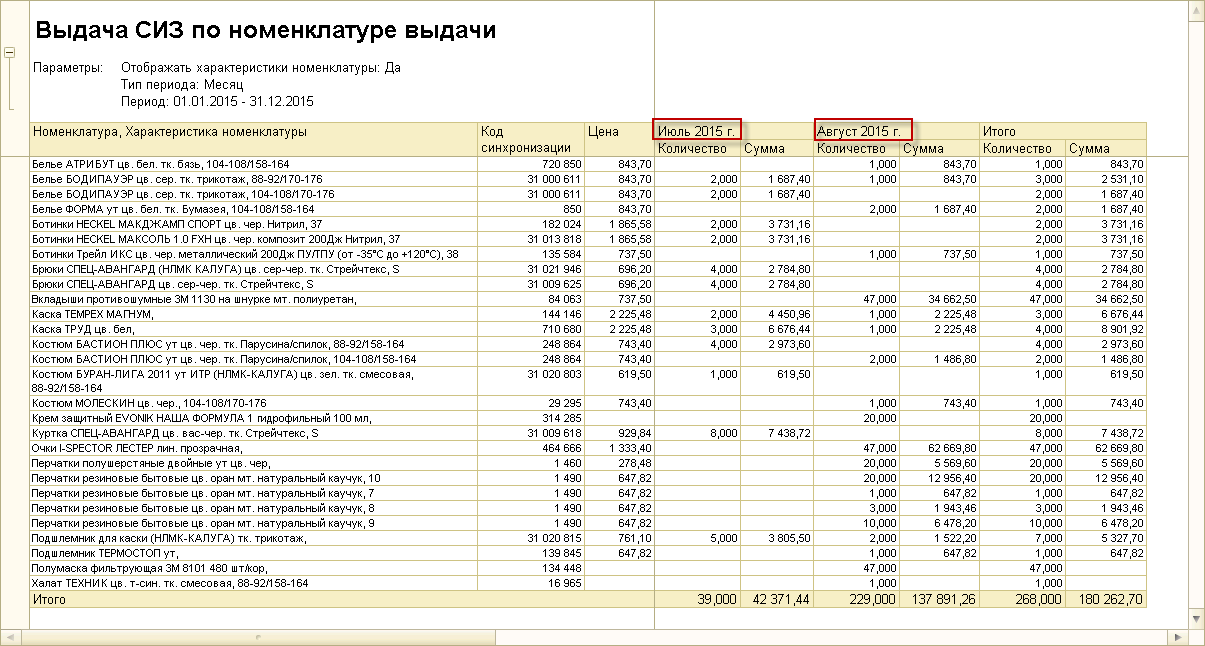 Выдача СИЗ по номенклатуре выдачи
Параметры: Отображать характеристики номенклатуры: Да
Тип периода: Месяц
Период: 01.01.2015 - 31.12.2015
Номенклатура, Характеристика номенклатуры Код синхронизации Цена Июль 2015 г. Август 2015 г. Итого
Количество Сумма Количество Сумма Количество Сумма
Белье АТРИБУТ цв. бел. тк. бязь, 104-108/158-164 720 850 843,70 1,000 843,70 1,000 843,70
Белье БОДИПАУЭР цв. сер. тк. трикотаж, 88-92/170-176 31 000 611 843,70 2,000 1 687,40 1,000 843,70 3,000 2 531,10
Белье БОДИПАУЭР цв. сер. тк. трикотаж, 104-108/170-176 31 000 611 843,70 2,000 1 687,40 2,000 1 687,40
Белье ФОРМА ут цв. бел. тк. Бумазея, 104-108/158-164 850 843,70 2,000 1 687,40 2,000 1 687,40
Ботинки HECKEL МАКДЖАМП СПОРТ цв. чер. Нитрил, 37 182 024 1 865,58 2,000 3 731,16 2,000 3 731,16
Ботинки HECKEL МАКСОЛЬ 1.0 FXH цв. чер. композит 200Дж Нитрил, 37 31 013 818 1 865,58 2,000 3 731,16 2,000 3 731,16
Ботинки Трейл ИКС цв. чер. металлический 200Дж ПУ/ТПУ (от -35°С до +120°С), 38 135 584 737,50 1,000 737,50 1,000 737,50
Брюки СПЕЦ-АВАНГАРД (НЛМК КАЛУГА) цв. сер-чер. тк. Стрейчтекс, S 31 021 946 696,20 4,000 2 784,80 4,000 2 784,80
Брюки СПЕЦ-АВАНГАРД цв. сер-чер. тк. Стрейчтекс, S 31 009 625 696,20 4,000 2 784,80 4,000 2 784,80
Вкладыши противошумные 3М 1130 на шнурке мт. полиуретан, 84 063 737,50 47,000 34 662,50 47,000 34 662,50
Каска TEMPEX МАГНУМ, 144 146 2 225,48 2,000 4 450,96 1,000 2 225,48 3,000 6 676,44
Каска ТРУД цв. бел, 710 680 2 225,48 3,000 6 676,44 1,000 2 225,48 4,000 8 901,92
Костюм БАСТИОН ПЛЮС ут цв. чер. тк. Парусина/спилок, 88-92/158-164 248 864 743,40 4,000 2 973,60 4,000 2 973,60
Костюм БАСТИОН ПЛЮС ут цв. чер. тк. Парусина/спилок, 104-108/158-164 248 864 743,40 2,000 1 486,80 2,000 1 486,80
Костюм БУРАН-ЛИГА 2011 ут ИТР (НЛМК-КАЛУГА) цв. зел. тк. смесовая, 31 020 803 619,50 1,000 619,50 1,000 619,50
88-92/158-164
Костюм МОЛЕСКИН цв. чер., 104-108/170-176 29 295 743,40 1,000 743,40 1,000 743,40
Крем защитный EVONIK НАША ФОРМУЛА 1 гидрофильный 100 мл, 314 285 20,000 20,000
Куртка СПЕЦ-АВАНГАРД цв. вас-чер. тк. Стрейчтекс, S 31 009 618 929,84 8,000 7 438,72 8,000 7 438,72
Очки I-SPECTOR ЛЕСТЕР лин. прозрачная, 464 666 1 333,40 47,000 62 669,80 47,000 62 669,80
Перчатки полушерстяные двойные ут цв. чер, 1 460 278,48 20,000 5 569,60 20,000 5 569,60
Перчатки резиновые бытовые цв. оран мт. натуральный каучук, 10 1 490 647,82 20,000 12 956,40 20,000 12 956,40
Перчатки резиновые бытовые цв. оран мт. натуральный каучук, 7 1 490 647,82 1,000 647,82 1,000 647,82
Перчатки резиновые бытовые цв. оран мт. натуральный каучук, 8 1 490 647,82 3,000 1 943,46 3,000 1 943,46
Перчатки резиновые бытовые цв. оран мт. натуральный каучук, 9 1 490 647,82 10,000 6 478,20 10,000 6 478,20
Подшлемник для каски (НЛМК-КАЛУГА) тк. трикотаж, 31 020 815 761,10 5,000 3 805,50 2,000 1 522,20 7,000 5 327,70
Подшлемник ТЕРМОСТОП ут, 139 845 647,82 1,000 647,82 1,000 647,82
Полумаска фильтрующая 3М 8101 480 шт/кор, 134 448 47,000 47,000
Халат ТЕХНИК цв. т-син. тк. смесовая, 88-92/158-164 16 965 1,000 1,000
Итого 39,000 42 371,44 229,000 137 891,26 268,000 180 262,70